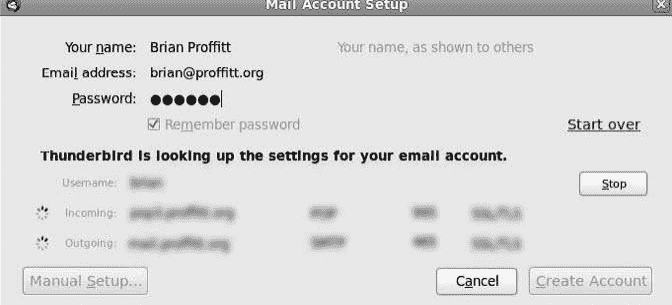 Mail Account Setup
Your name: Brian Proffitt Your name, as shown to others
Email address: brian@proffitt.org
Password: ●●●●●●
Remember password Start over
Thunderbird is looking up the settings for your email account.
Username: Stop
Incoming:
Outgoing:
Manual Setup... Cancel Create Account